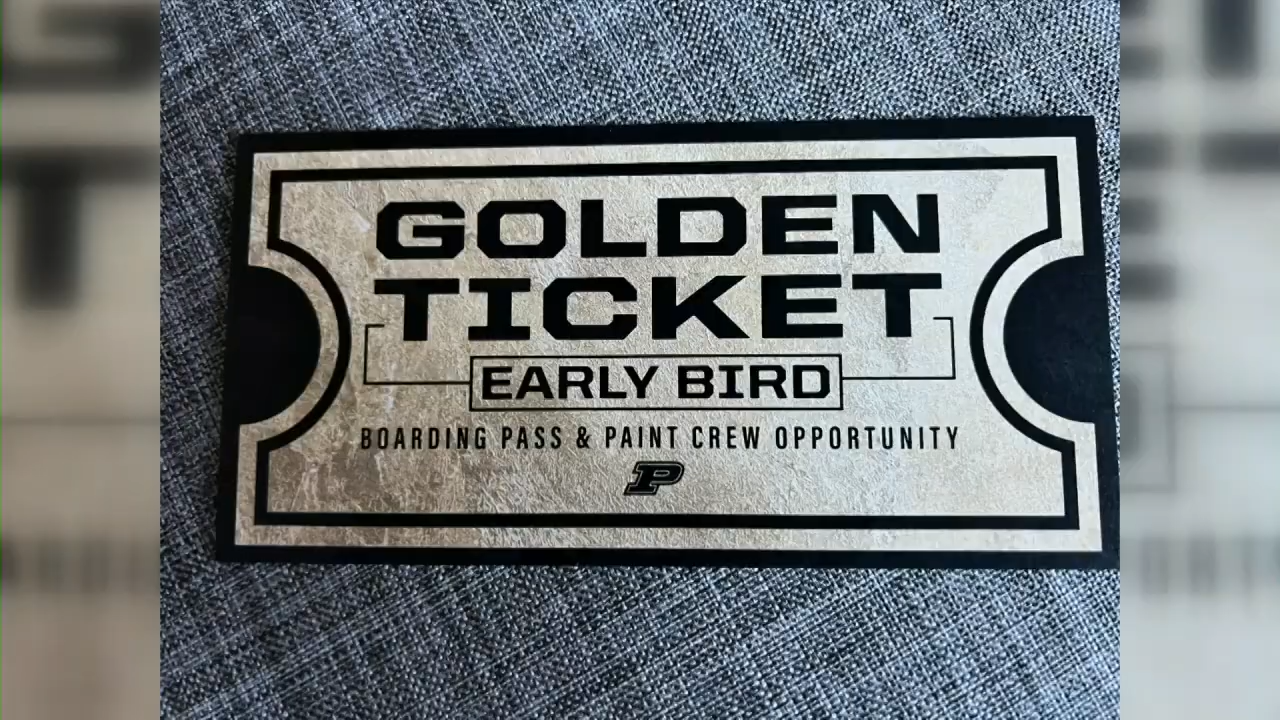 GOLDEN
TICKET
EARLY BIRD
BOARDING PASS & PAINT CREW OPPORTUNITY
P